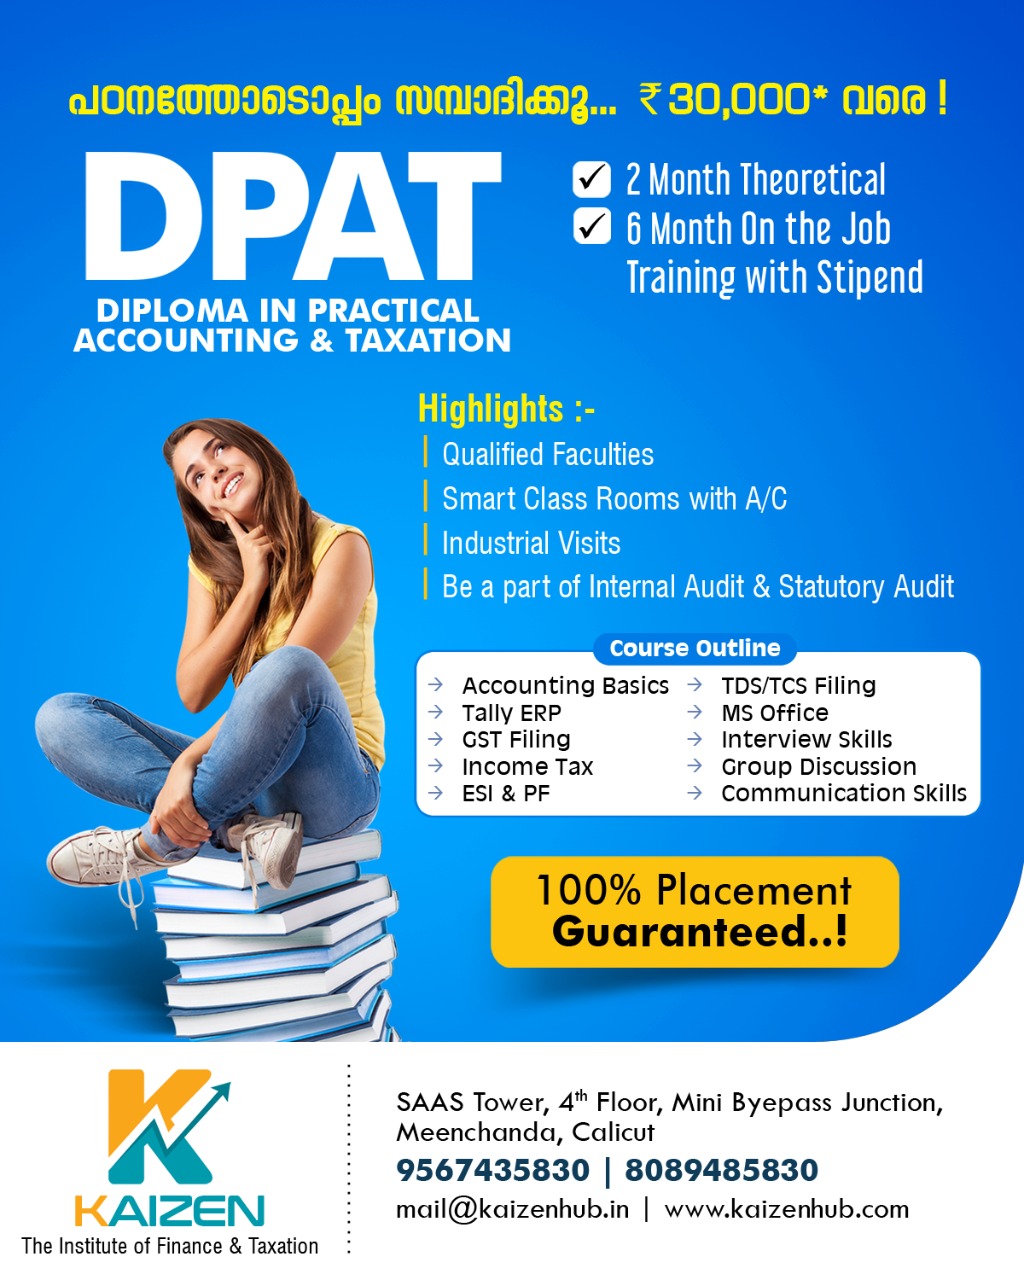 പഠനത്തോടൊപ്പം സമ്പാദിക്കൂ... ₹30,000* വരെ !
DPAT
DIPLOMA IN PRACTICAL
ACCOUNTING & TAXATION
2 Month Theoretical
6 Month On the Job
Training with Stipend
Highlights :-
Qualified Faculties
Smart Class Rooms with A/C
Industrial Visits
Be a part of Internal Audit & Statutory Audit
Course Outline
Accounting Basics
Tally ERP
GST Filing
Income Tax
ESI & PF
TDS/TCS Filing
MS Office
Interview Skills
Group Discussion
Communication Skills
100% Placement
Guaranteed..!
KAIZEN
The Institute of Finance & Taxation
SAAS Tower, 4th Floor, Mini Byepass Junction,
Meenchanda, Calicut
9567435830 | 8089485830
mail@kaizenhub.in | www.kaizenhub.com